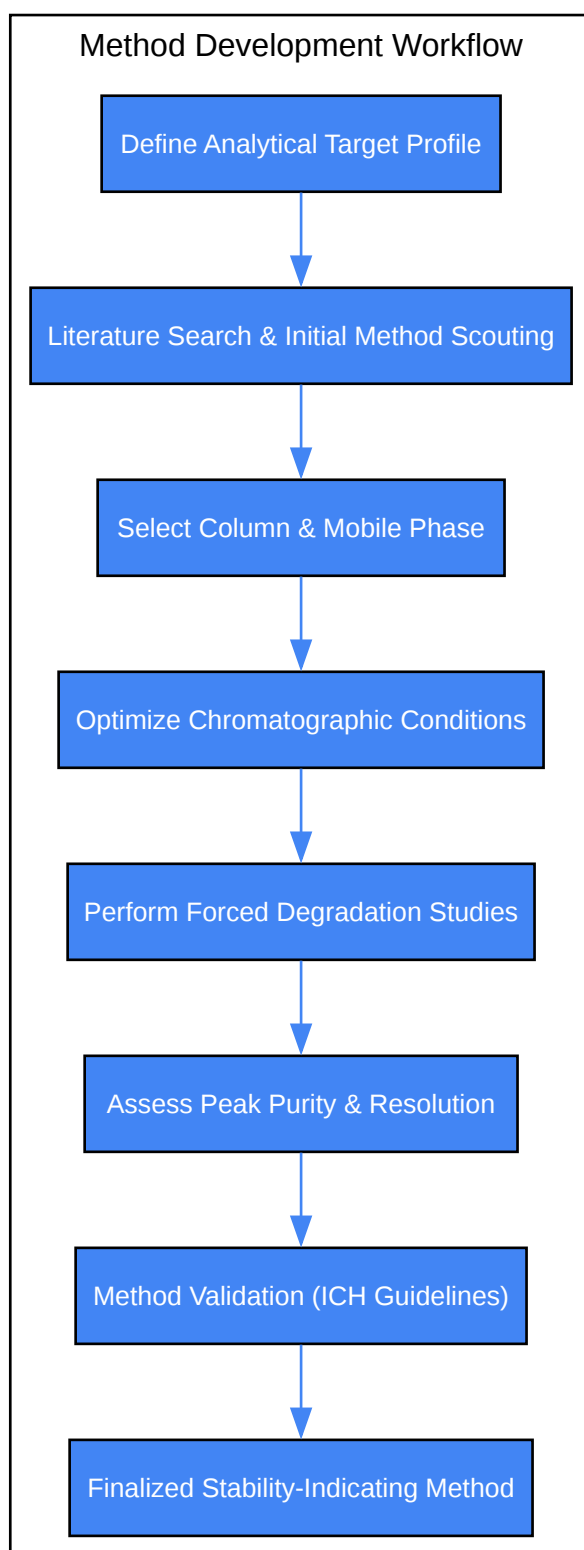 Method Development Workflow
Define Analytical Target Profile
Literature Search & Initial Method Scouting
Select Column & Mobile Phase
Optimize Chromatographic Conditions
Perform Forced Degradation Studies
Assess Peak Purity & Resolution
Method Validation (ICH Guidelines)
Finalized Stability-Indicating Method